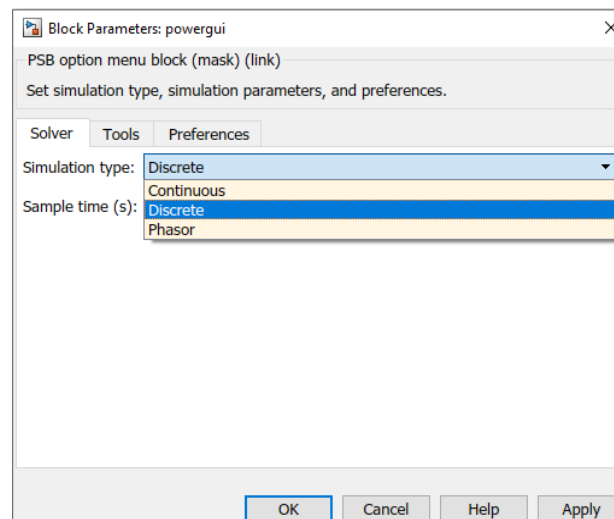 Block Parameters: powergui
PSB option menu block (mask) (link)
Set simulation type, simulation parameters, and preferences.
Solver Tools Preferences
Simulation type: Discrete
Continuous
Sample time (s): Discrete
Phasor
OK Cancel Help Apply